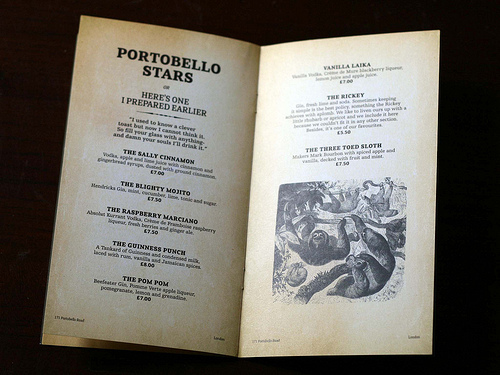 PORTOBELLO
STARS
or
HERE'S ONE
I PREPARED EARLIER
"I used to know a clever
toast but now I cannot think it.
So fill your glass with anything-
and damn your souls I'll drink it."
THE SALLY CINNAMON
Vodka, apple and lime juice with cinnamon and
gingerbread syrups, dusted with ground cinnamon.
£7.00
THE BLIGHTY MOJITO
Hendricks Gin, mint, cucumber, lime, tonic and sugar.
£7.50
THE RASPBERRY MARCIANO
Absolut Kurrant Vodka, Crème de Framboise raspberry
liqueur, fresh berries and ginger ale.
£7.50
THE GUINNESS PUNCH
A Tankard of Guinness and condensed milk,
laced with rum, vanilla and Jamaican spices.
£8.00
THE POM POM
Beefeater Gin, Pomme Verte apple liqueur,
pomegranate, lemon and grenadine.
£7.00
171 Portobello Road
London
VANILLA LAIKA
Vanilla Vodka, Crème de Mure blackberry liqueur,
lemon juice and apple juice.
£7.00
THE RICKEY
Gin, fresh lime and soda. Sometimes keeping
it simple is the best policy, something the Rickey
achieves with aplomb. We like to liven ours up with a
little rhubarb or apricot and we include it here
because we couldn't fit it in any other section.
Besides, it's one of our favourites.
£5.50
THE THREE TOED SLOTH
Makers Mark Bourbon with spiced apple and
vanilla, decked with fruit and mint.
£7.50
171 Portobello Road
London